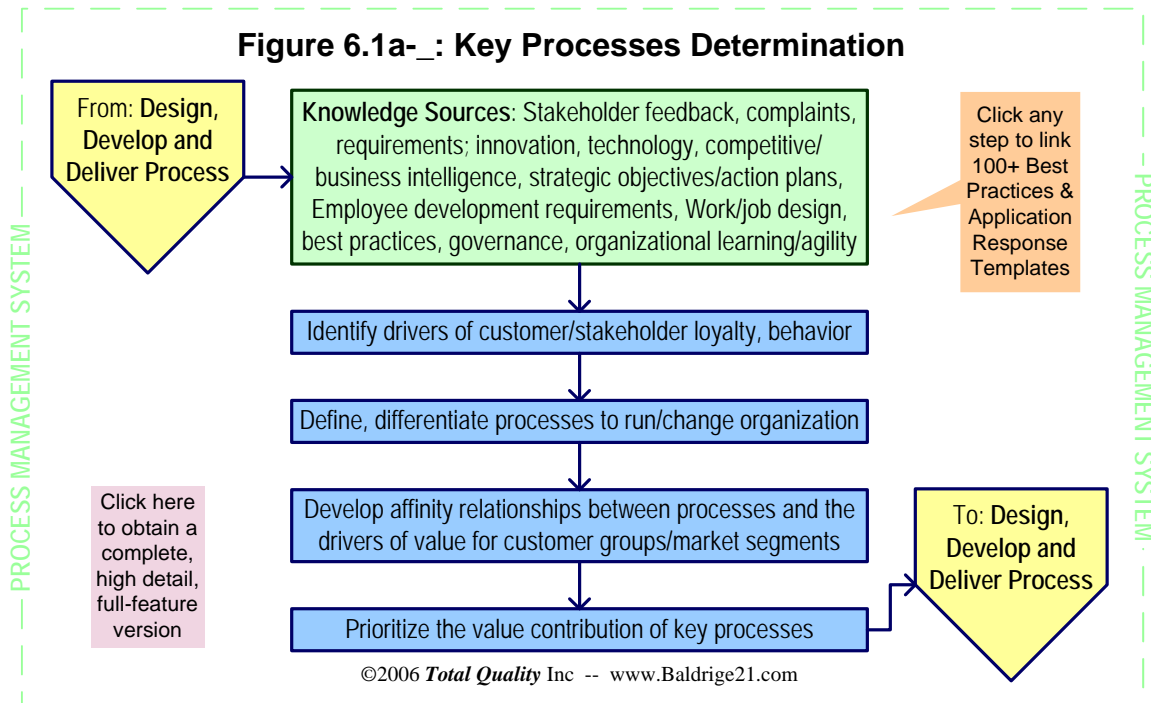 Figure 6.1a-_: Key Processes Determination
From: Design,
Develop and
Deliver Process
Knowledge Sources: Stakeholder feedback, complaints,
requirements; innovation, technology, competitive/
business intelligence, strategic objectives/action plans,
Employee development requirements, Work/job design,
best practices, governance, organizational learning/agility
Click any
step to link
100+ Best
Practices &
Application
Response
Templates
PROCESS MANAGEMENT SYSTEM
PROCESS MANAGEMENT SYSTEM
Identify drivers of customer/stakeholder loyalty, behavior
Define, differentiate processes to run/change organization
Develop affinity relationships between processes and the
drivers of value for customer groups/market segments
Click here
to obtain a
complete,
high detail,
full-feature
version
To: Design,
Develop and
Deliver Process
Prioritize the value contribution of key processes
©2006 Total Quality Inc -- www.Baldrige21.com